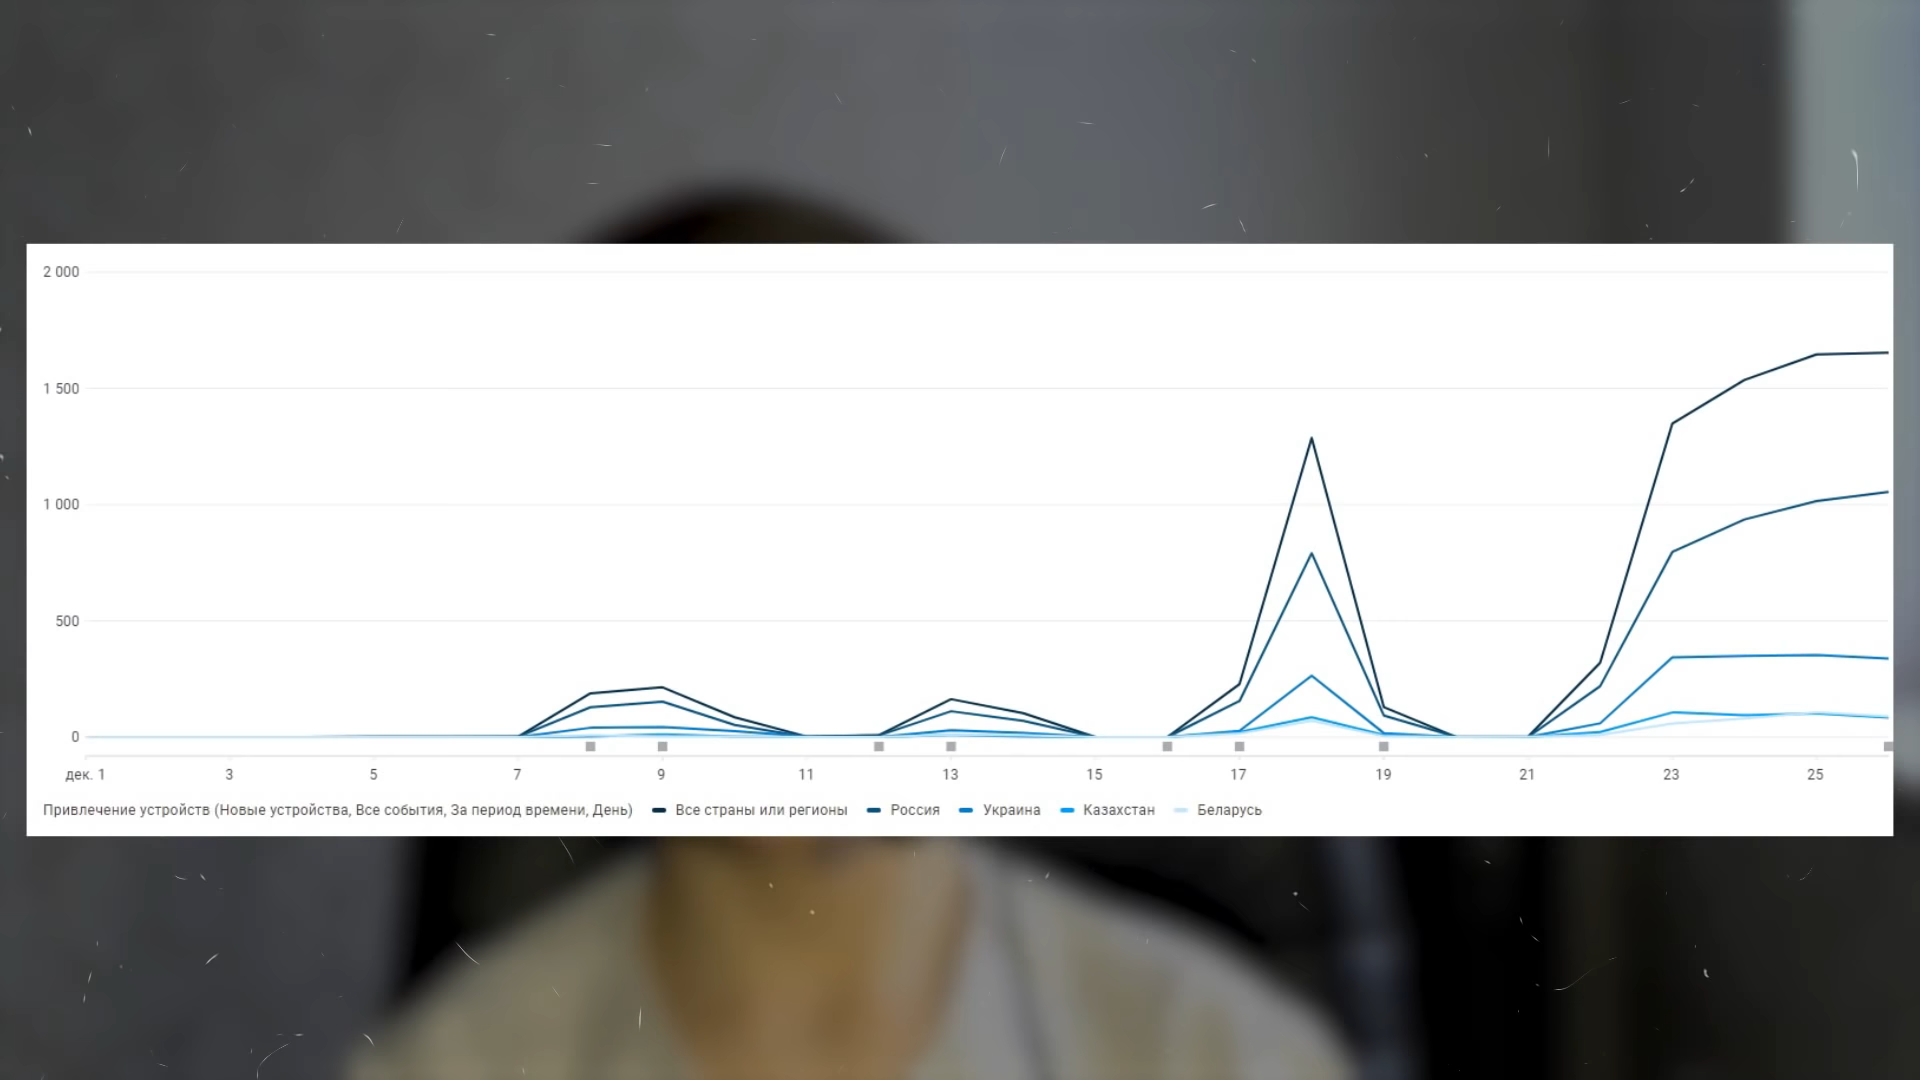 2 000
1 500
1 000
500
0
дек. 1 3 5 7 9 11 13 15 17 19 21 23 25
Привлечение устройств (Новые устройства, Все события, За период времени, День) Все страны или регионы Россия Украина Казахстан Беларусь